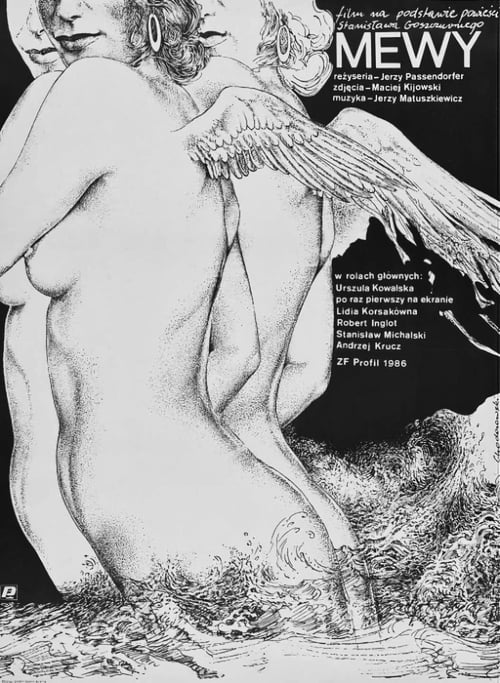 film na podstawie powieści
Stanisława Goszczurnego
MEWY
reżyseria – Jerzy Passendorfer
zdjęcia – Maciej Kijowski
muzyka – Jerzy Matuszkiewicz
w rolach głównych:
Urszula Kowalska
po raz pierwszy na ekranie
Lidia Korsakówna
Robert Inglot
Stanisław Michalski
Andrzej Krucz
ZF Profil 1986